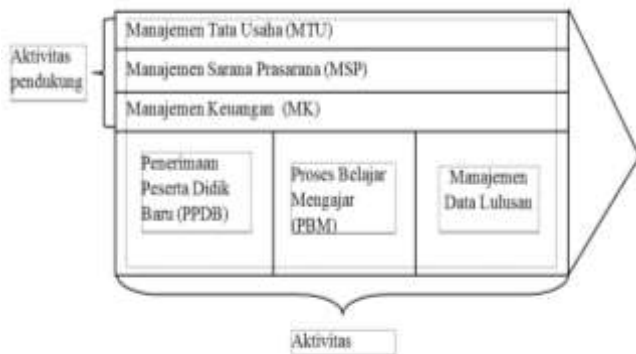 Manajemen Tata Usaha (MTU)
Aktivitas
pendukung
Manajemen Sarana Prasarana (MSP)
Manajemen Keuangan (MK)
Penerimaan
Peserta Didik
Baru (PPDB)
Proses Belajar
Mengajar
(PBM)
Manajemen
Data Lulusan
Aktivitas